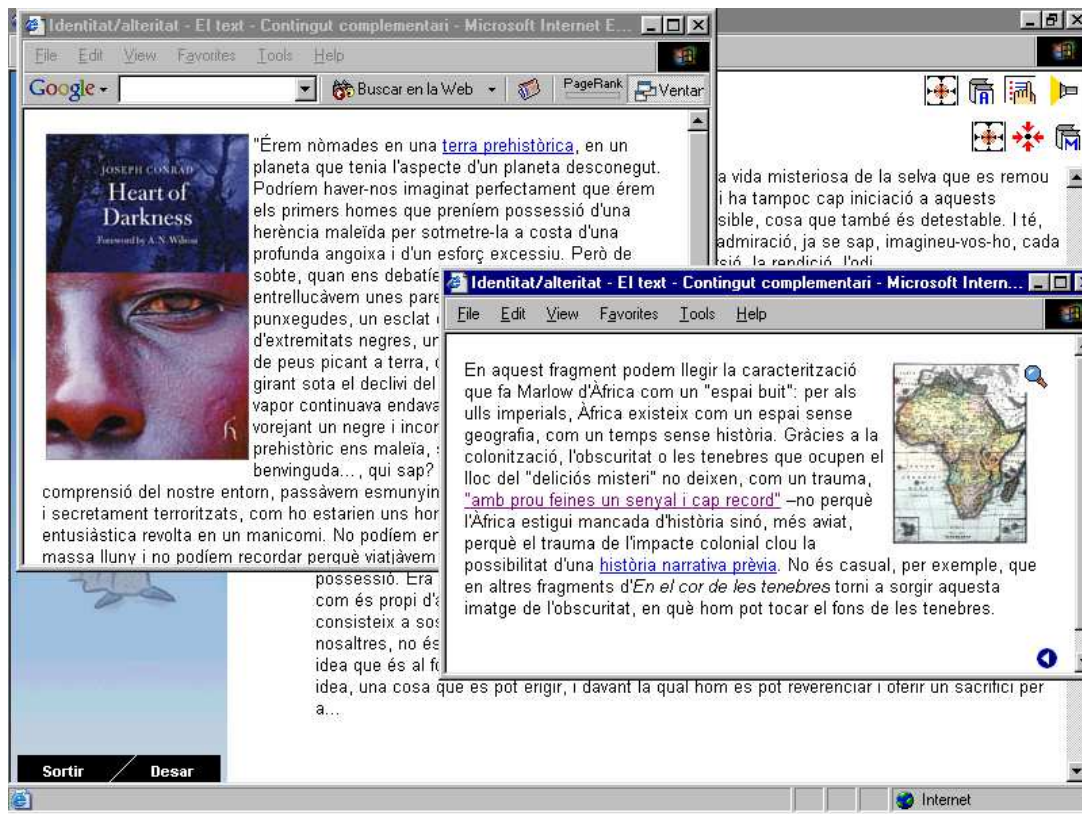 Identitat/alteritat - El text - Contingut complementari - Microsoft Internet E...
File Edit View Favorites Tools Help
Google
Buscar en la Web
PageRank
Ventar
JOSEPH CONRAD
Heart of
Darkness
Foreword by A. N. Wilson
"Érem nòmades en una terra prehistòrica, en un
planeta que tenia l'aspecte d'un planeta desconegut.
Podríem haver-nos imaginat perfectament que érem
els primers homes que preníem possessió d'una
herència maleïda per sotmetre-la a costa d'una
profunda angoixa i d'un esforç excessiu. Però de
sobte, quan ens debatíe
entrellucàvem unes pare
punxegudes, un esclat
d'extremitats negres, un
de peus picant a terra,
girant sota el declivi del
vapor continuava endava
vorejant un negre i incor
prehistòric ens maleïa,
benvinguda..., qui sap?
comprensió del nostre entorn, passàvem esmunyin
i secretament terroritzats, com ho estarien uns hor
entusiàstica revolta en un manicomi. No podíem er
massa lluny i no podíem recordar perquè viatjàvem
a vida misteriosa de la selva que es remou
i ha tampoc cap iniciació a aquests
sible, cosa que també és detestable. I té,
admiració, ja se sap, imagineu-vos-ho, cada
sió, la rendició, l'odi
Identitat/alteritat - El text - Contingut complementari - Microsoft Intern...
File Edit View Favorites Tools Help
En aquest fragment podem llegir la caracterització
que fa Marlow d'Àfrica com un "espai buit": per als
ulls imperials, Àfrica existeix com un espai sense
geografia, com un temps sense història. Gràcies a la
colonització, l'obscuritat o les tenebres que ocupen el
lloc del "deliciós misteri" no deixen, com un trauma,
"amb prou feines un senyal i cap record" –no perquè
l'Àfrica estigui mancada d'història sinó, més aviat,
perquè el trauma de l'impacte colonial clou la
possibilitat d'una història narrativa prèvia. No és casual, per exemple, que
en altres fragments d'En el cor de les tenebres torni a sorgir aquesta
imatge de l'obscuritat, en què hom pot tocar el fons de les tenebres.
possessió. Era
com és propi d'a
consisteix a sos
nosaltres, no és
idea que és al f
idea, una cosa que es pot erigir, i davant la qual hom es pot reverenciar i oferir un sacrifici per
a...
Sortir Desar
Internet